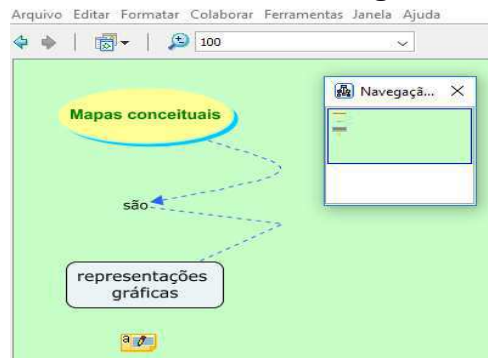 Arquivo Editar Formatar Colaborar Ferramentas Janela Ajuda
100
Navegaçã...
Mapas conceituais
são
representações
gráficas
a